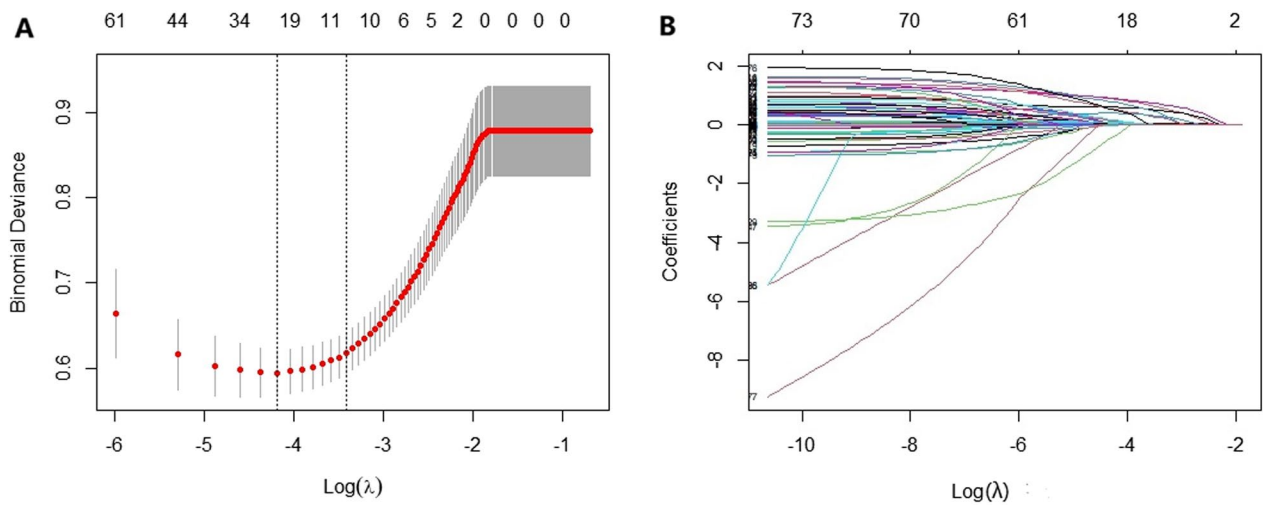 A
61 44 34 19 11 10 6 5 2 0 0 0 0
Binomial Deviance
0.9
0.8
0.7
0.6
-6 -5 -4 -3 -2 -1
Log(λ)
B
73 70 61 18 2
Coefficients
2
0
-2
-4
-6
-8
-10 -8 -6 -4 -2
Log(λ)